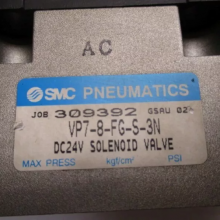 AC
SMC PNEUMATICS
JOB 309392 GSAU 02
VP7-8-FG-S-3N
DC24V SOLENOID VALVE
MAX PRESS kgf/cm² PSI